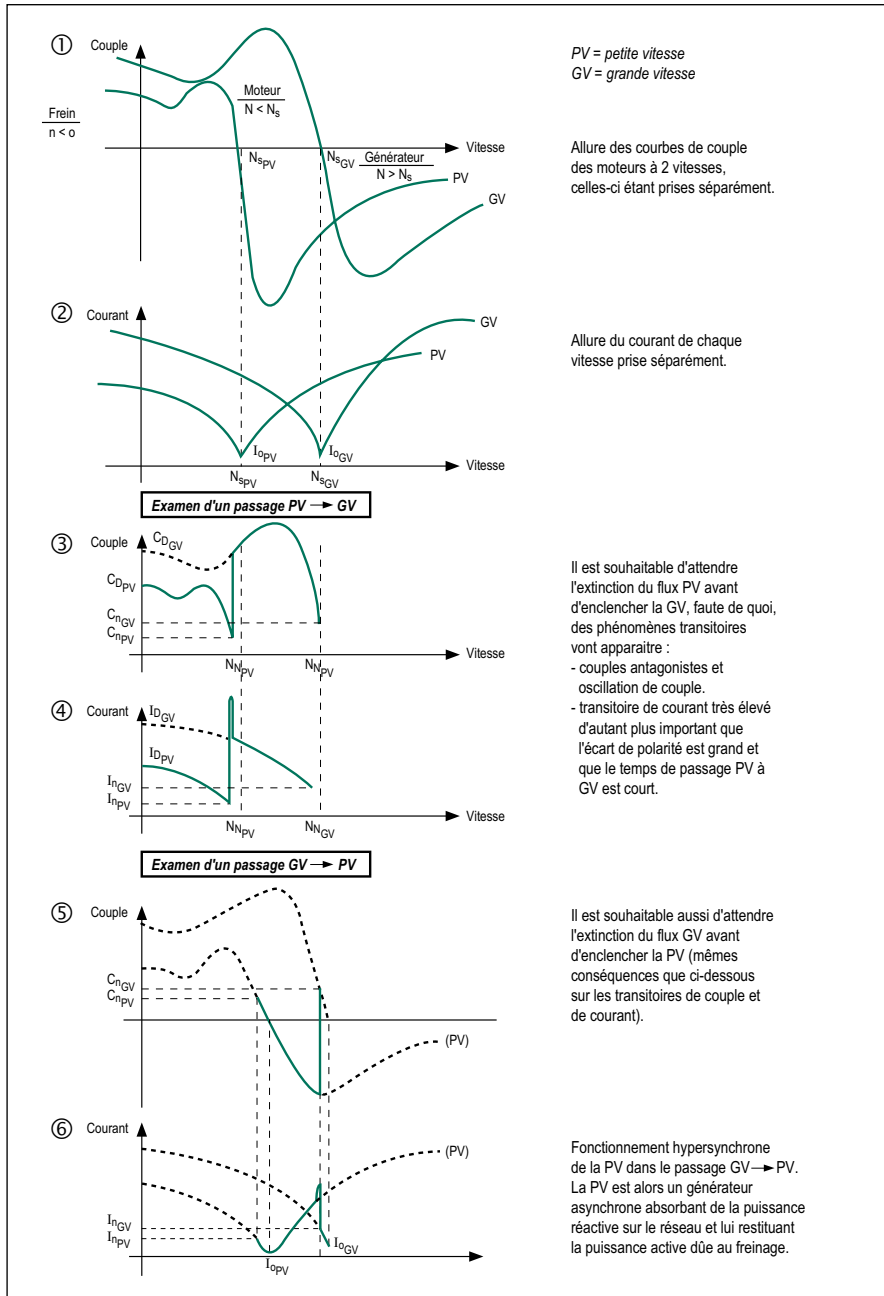 ①
Couple
PV = petite vitesse
GV = grande vitesse
Moteur
N < Ns
Frein
n < o
NsPV
NsGV
Générateur
N > Ns
Vitesse
PV
GV
Allure des courbes de couple
des moteurs à 2 vitesses,
celles-ci étant prises séparément.
②
Courant
GV
PV
IoPV
IoGV
Vitesse
NsPV
NsGV
Allure du courant de chaque
vitesse prise séparément.
Examen d'un passage PV → GV
③
Couple
CDGV
CDPV
CnGV
CnPV
NNPV
NNPV
Vitesse
Il est souhaitable d'attendre
l'extinction du flux PV avant
d'enclencher la GV, faute de quoi,
des phénomènes transitoires
vont apparaitre :
- couples antagonistes et
oscillation de couple.
- transitoire de courant très élevé
d'autant plus important que
l'écart de polarité est grand et
que le temps de passage PV à
GV est court.
④
Courant
IDGV
IDPV
InGV
InPV
NNPV
NNGV
Vitesse
Examen d'un passage GV → PV
⑤
Couple
CnGV
CnPV
(PV)
Il est souhaitable aussi d'attendre
l'extinction du flux GV avant
d'enclencher la PV (mêmes
conséquences que ci-dessous
sur les transitoires de couple et
de courant).
⑥
Courant
(PV)
InGV
InPV
IoGV
IoPV
Fonctionnement hypersynchrone
de la PV dans le passage GV → PV.
La PV est alors un générateur
asynchrone absorbant de la puissance
réactive sur le réseau et lui restituant
la puissance active dûe au freinage.